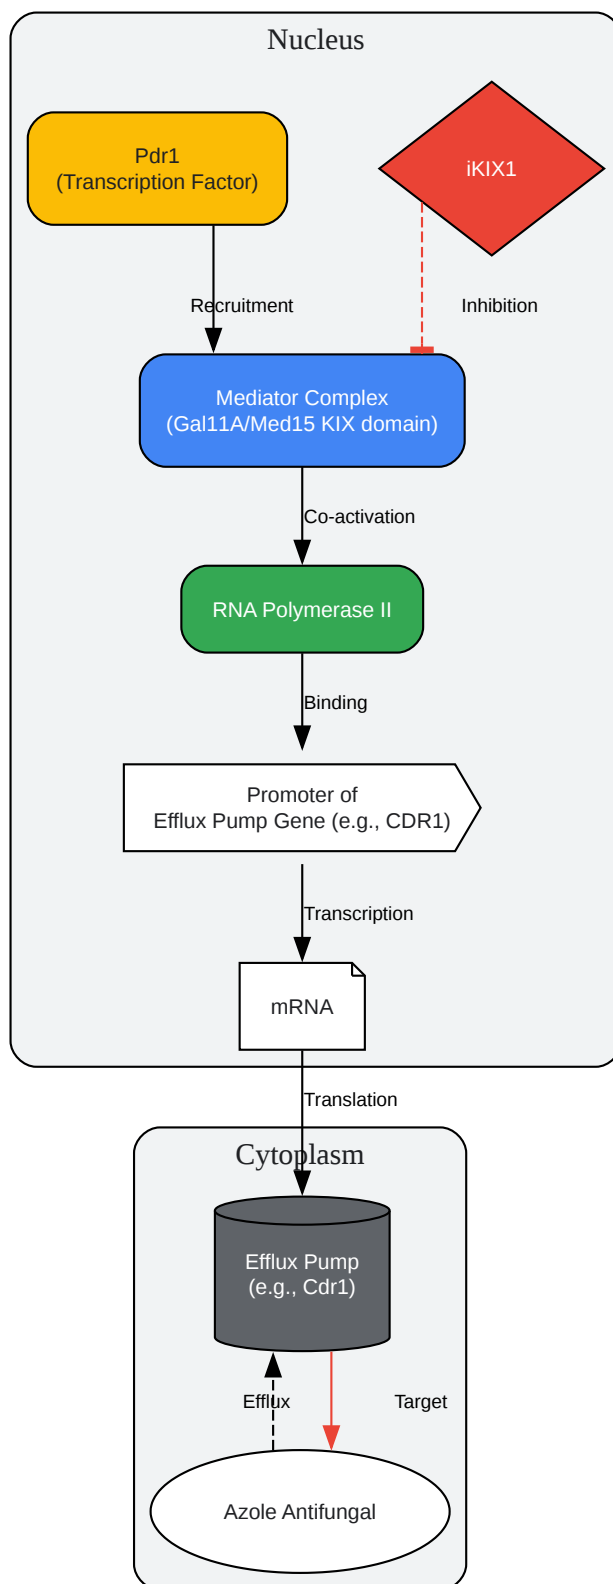 Nucleus
Pdr1
(Transcription Factor)
iKIX1
Recruitment
Inhibition
Mediator Complex
(Gal11A/Med15 KIX domain)
Co-activation
RNA Polymerase II
Binding
Promoter of
Efflux Pump Gene (e.g., CDR1)
Transcription
mRNA
Translation
Cytoplasm
Efflux Pump
(e.g., Cdr1)
Efflux
Target
Azole Antifungal